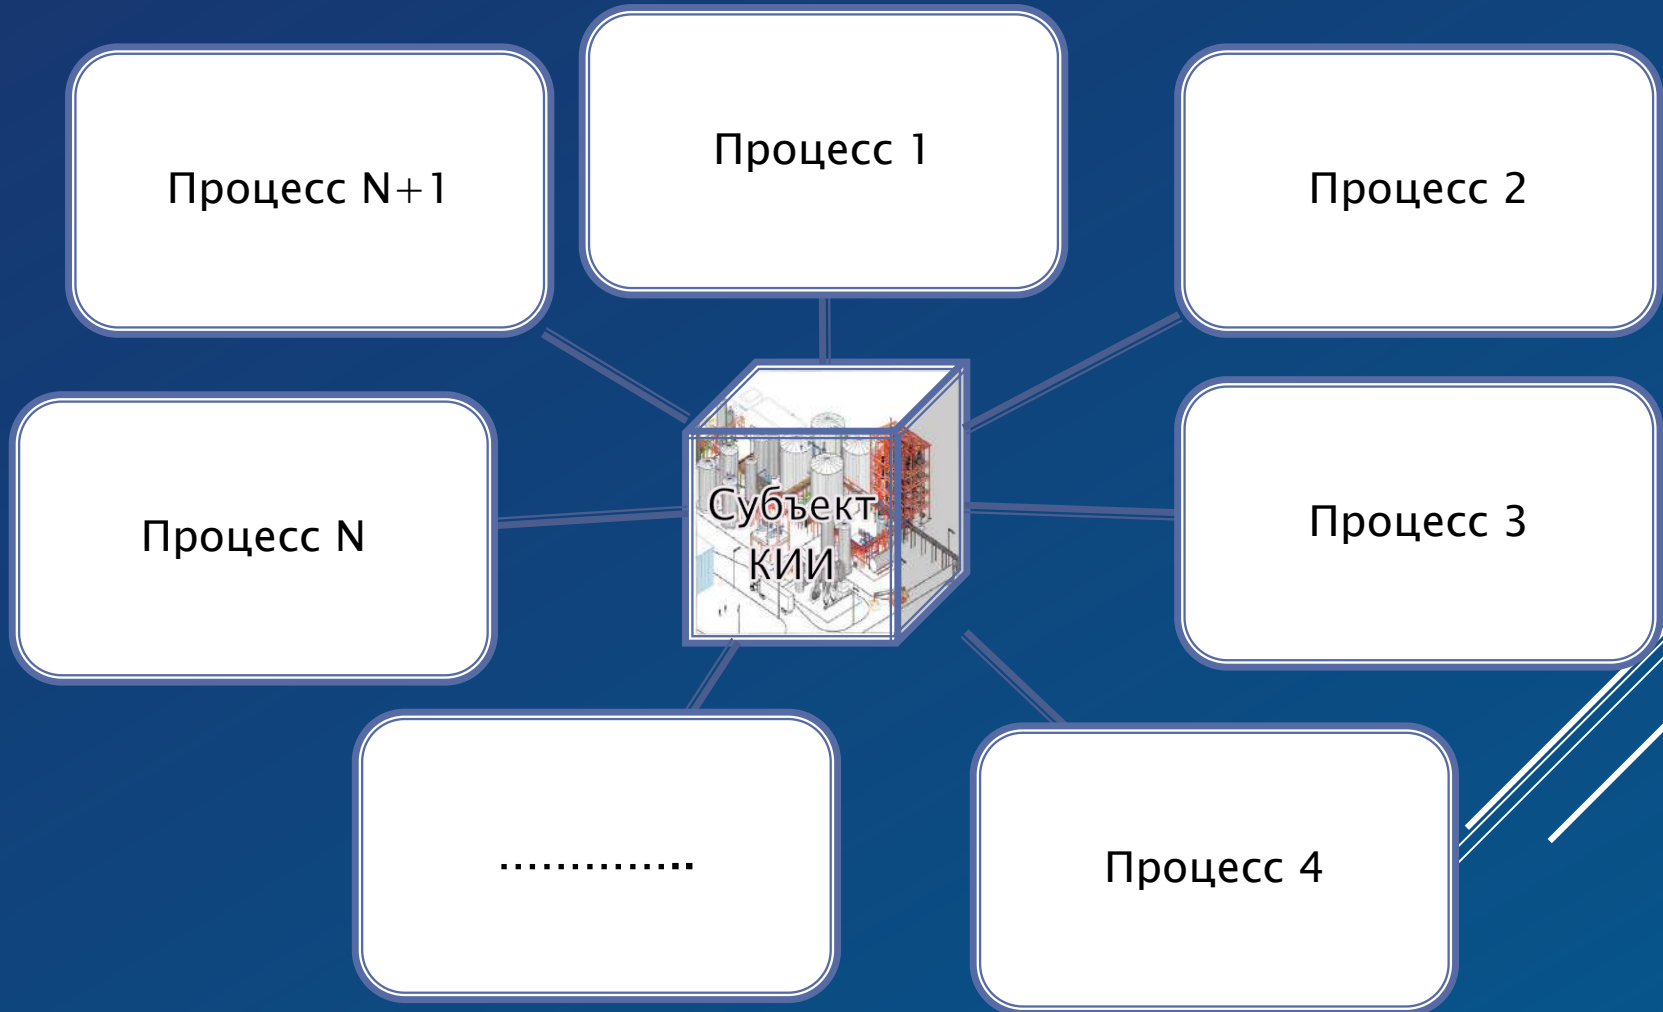 Процесс 1
Процесс N+1
Процесс 2
Субъект
КИИ
Процесс N
Процесс 3
..............
Процесс 4